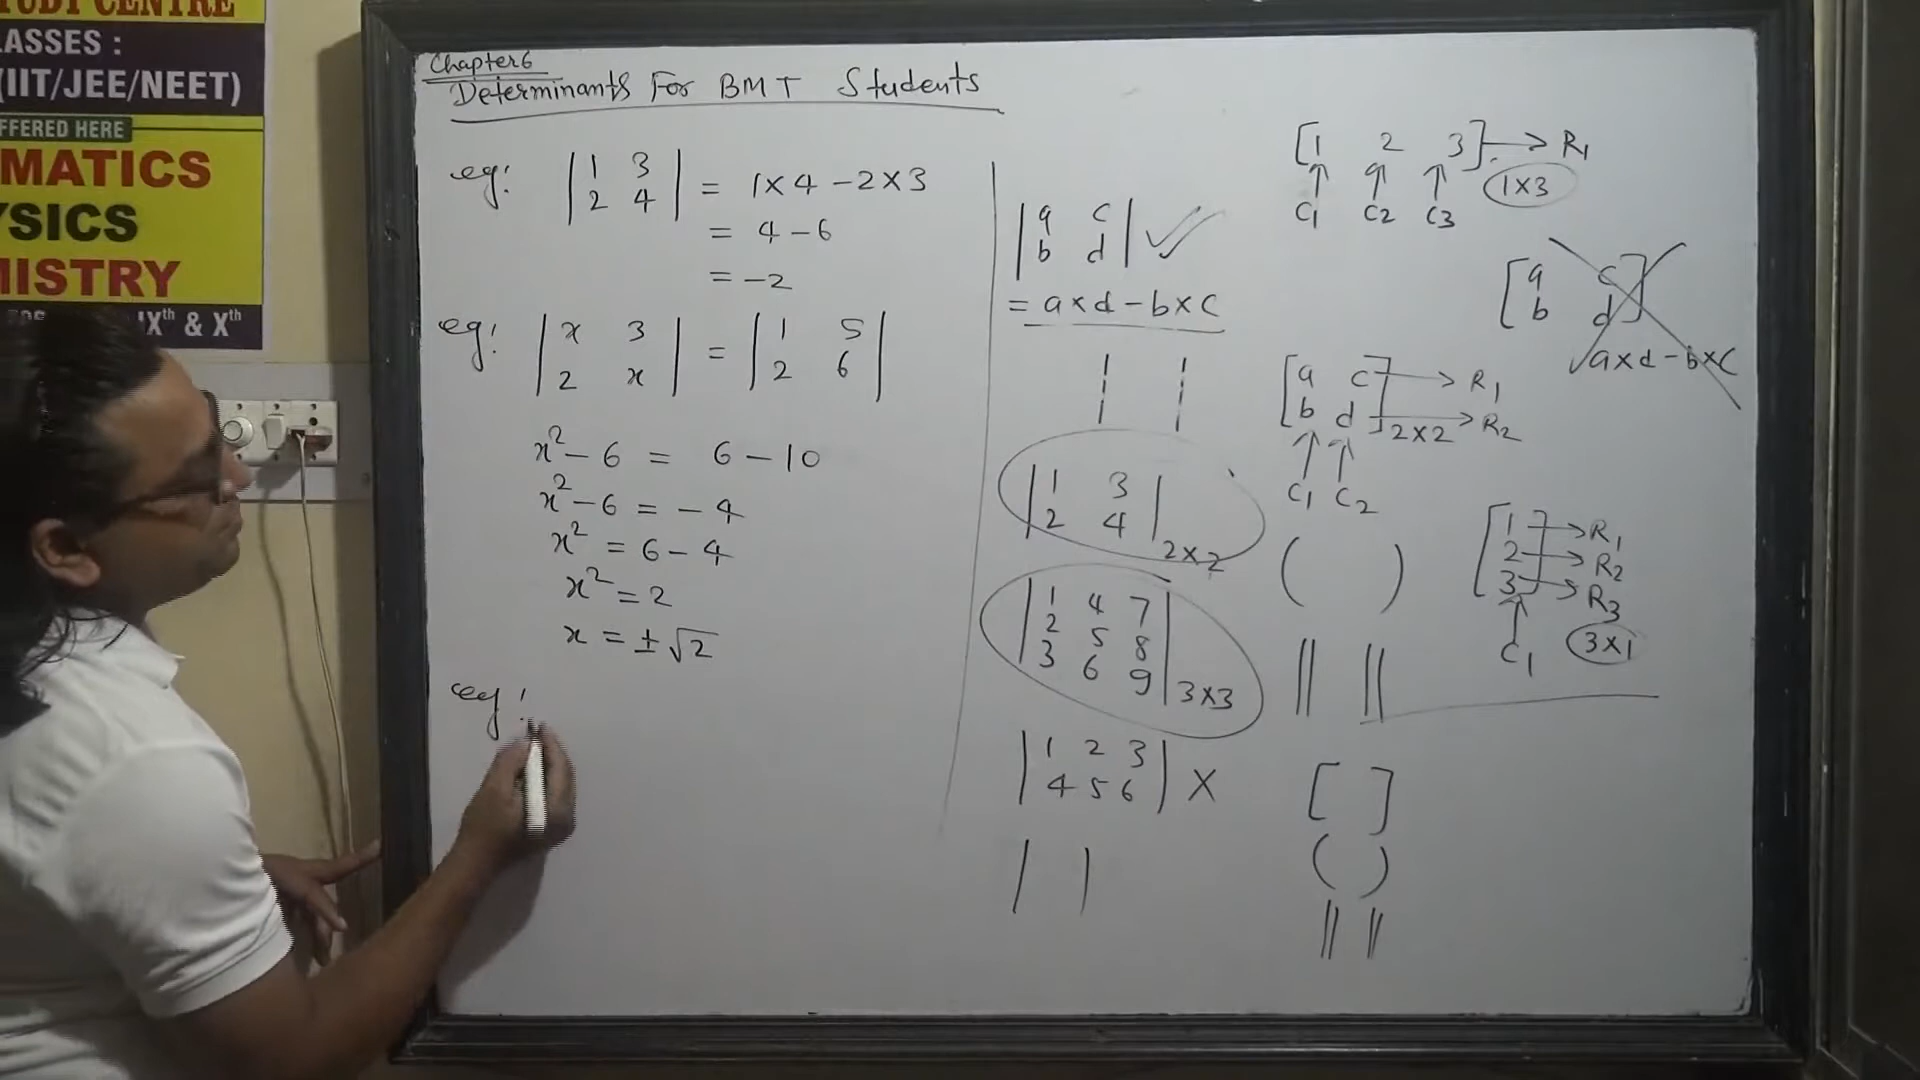 STUDY CENTRE
LASSES :
(IIT/JEE/NEET)
FFERED HERE
MATICS
YSICS
MISTRY
IXth & Xth
Chapter 6
Determinants For BMT Students
eg: | 1 3 | = 1×4 - 2×3
| 2 4 |
= 4 - 6
= -2
eg: | x 3 | = | 1 5 |
| 2 x | | 2 6 |
x² - 6 = 6 - 10
x² - 6 = -4
x² = 6 - 4
x² = 2
x = ± √2
eg:
| a c |
| b d | ✓
= a×d - b×c
| |
| 1 3 |
| 2 4 | 2×2
| 1 4 7 |
| 2 5 8 |
| 3 6 9 | 3×3
| 1 2 3 |
| 4 5 6 | X
| |
[1 2 3] → R1
↑ ↑ ↑ 1×3
C1 C2 C3
[ a c ]
[ b d ]
a×d - b×c
[ a c ] → R1
[ b d ] 2×2 → R2
↑ ↑
C1 C2
( )
|| ||
[ 1 ] → R1
[ 2 ] → R2
[ 3 ] → R3
↑ 3×1
C1
[ ]
( )
|| ||